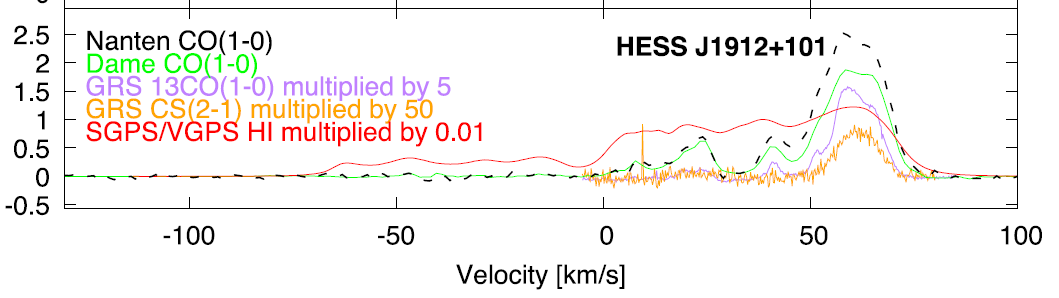 2.5
2
1.5
1
0.5
0
-0.5
Nanten CO(1-0)
Dame CO(1-0)
GRS 13CO(1-0) multiplied by 5
GRS CS(2-1) multiplied by 50
SGPS/VGPS HI multiplied by 0.01
HESS J1912+101
-100 -50 0 50 100
Velocity [km/s]